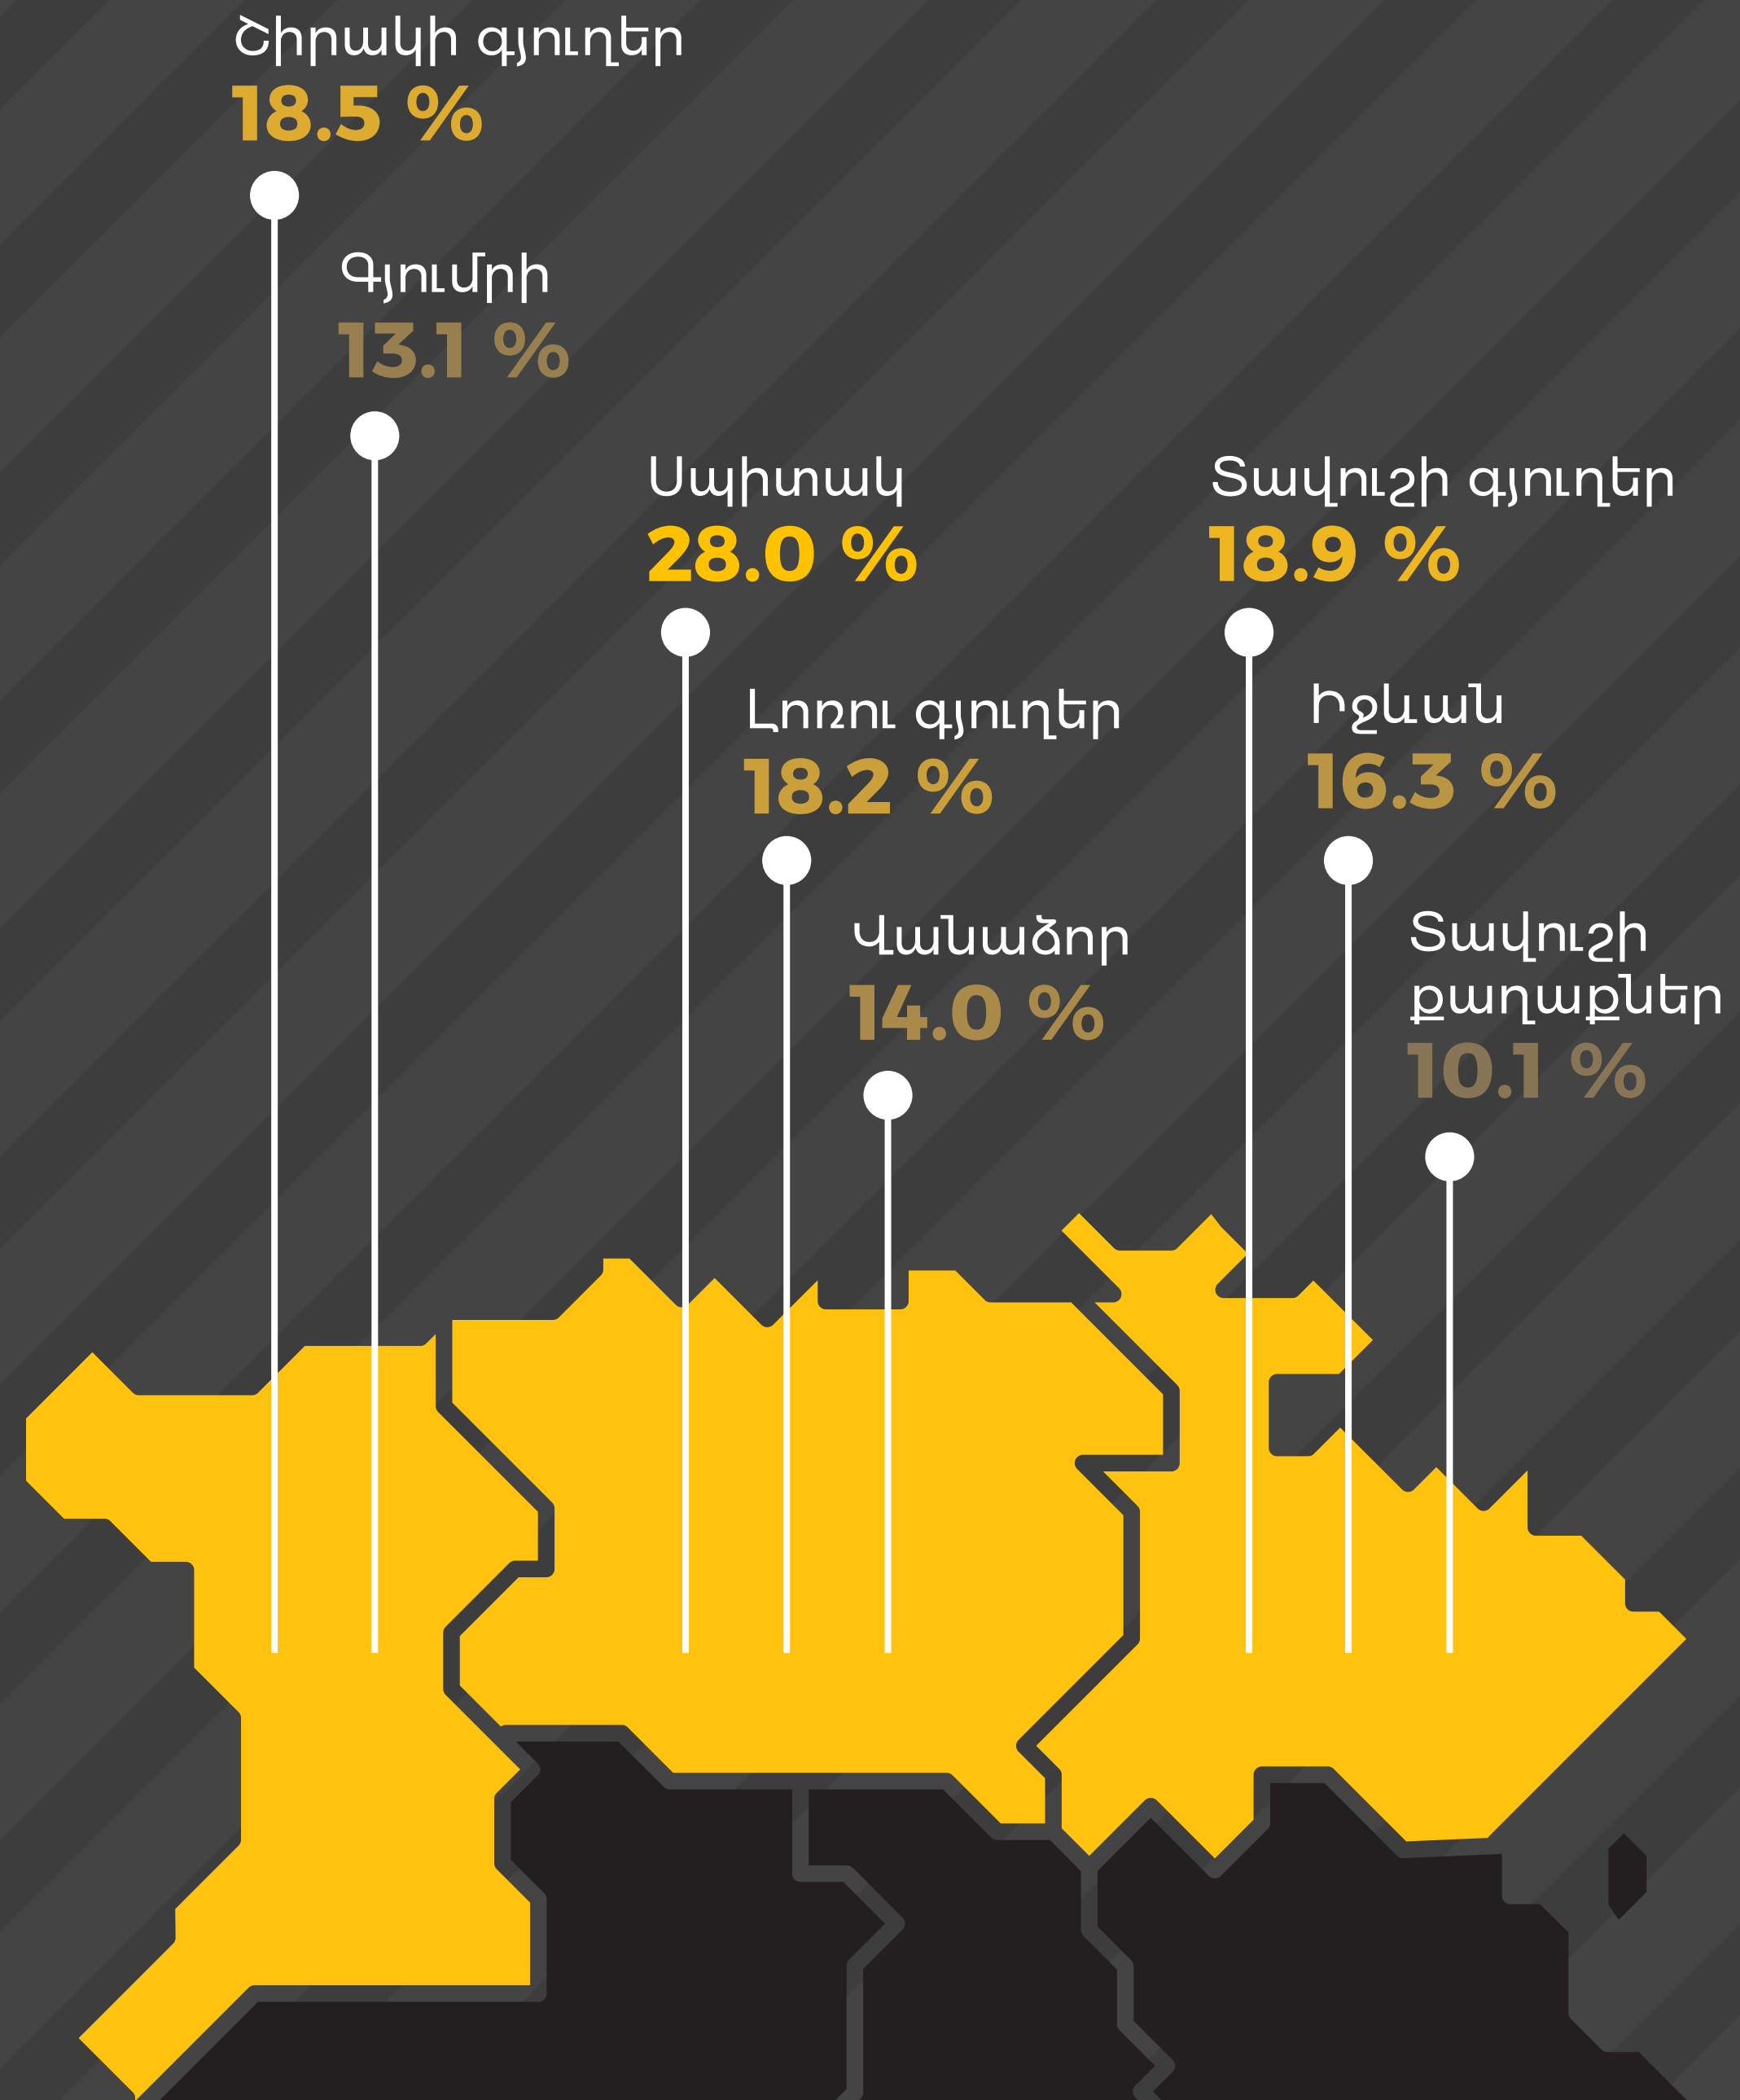 Շիրակի գյուղեր
18.5 %
Գյումրի
13.1 %
Սպիտակ
28.0 %
Տավուշի գյուղեր
18.9 %
Լոռու գյուղեր
18.2 %
Իջևան
16.3 %
Վանաձոր
14.0 %
Տավուշի
քաղաքներ
10.1 %